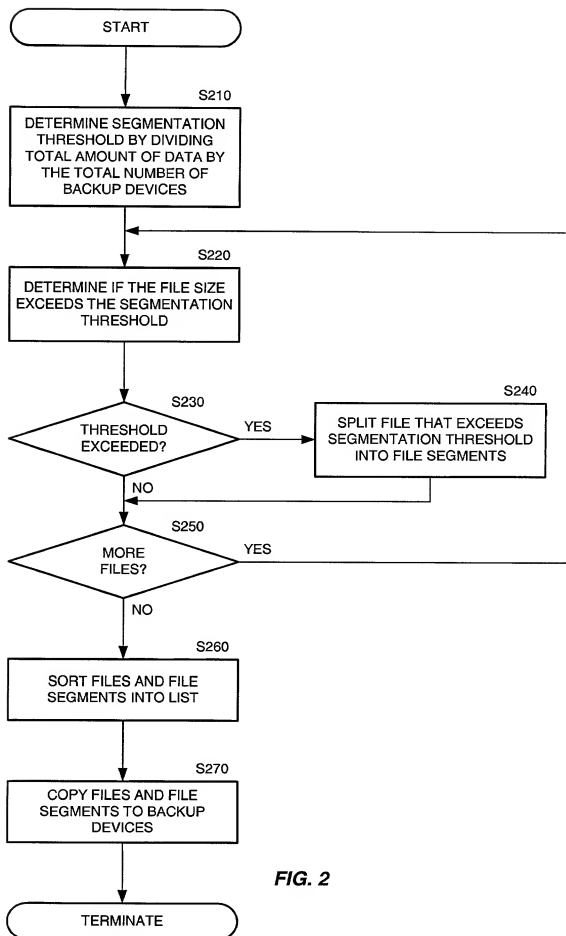 START
S210
DETERMINE SEGMENTATION
THRESHOLD BY DIVIDING
TOTAL AMOUNT OF DATA BY
THE TOTAL NUMBER OF
BACKUP DEVICES
S220
DETERMINE IF THE FILE SIZE
EXCEEDS THE SEGMENTATION
THRESHOLD
S230
THRESHOLD
EXCEEDED?
YES
S240
SPLIT FILE THAT EXCEEDS
SEGMENTATION THRESHOLD
INTO FILE SEGMENTS
NO
S250
MORE
FILES?
YES
NO
S260
SORT FILES AND FILE
SEGMENTS INTO LIST
S270
COPY FILES AND FILE
SEGMENTS TO BACKUP
DEVICES
FIG. 2
TERMINATE